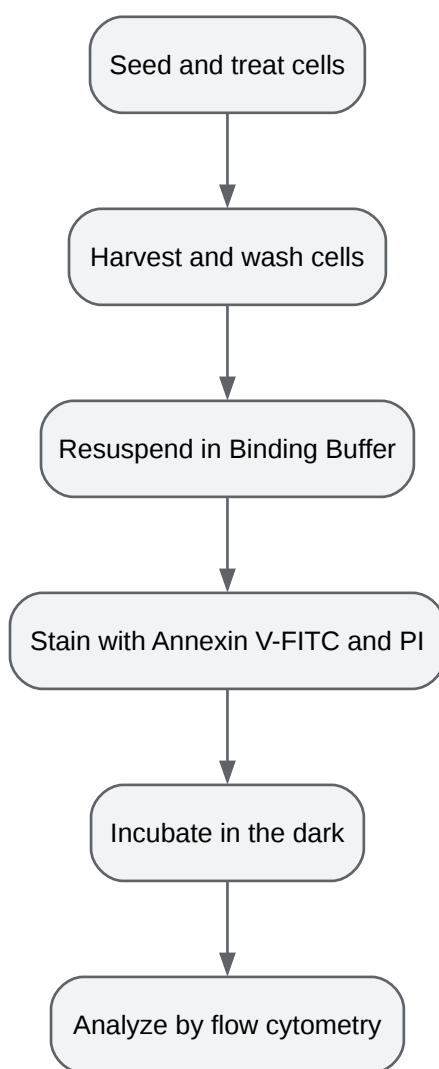 Seed and treat cells
Harvest and wash cells
Resuspend in Binding Buffer
Stain with Annexin V-FITC and PI
Incubate in the dark
Analyze by flow cytometry